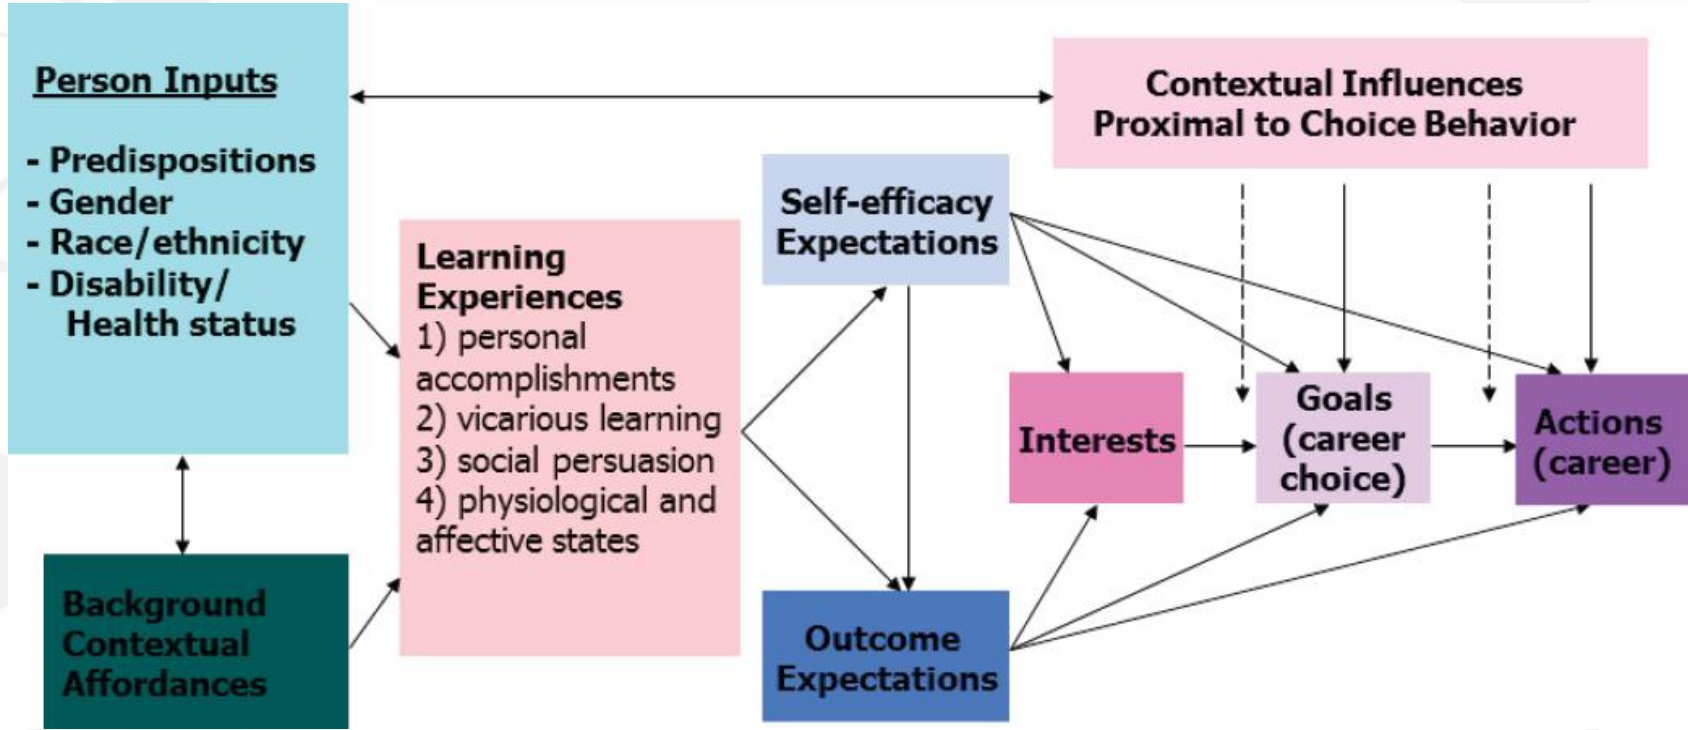 Person Inputs
- Predispositions
- Gender
- Race/ethnicity
- Disability/
Health status
Background
Contextual
Affordances
Learning
Experiences
1) personal
accomplishments
2) vicarious learning
3) social persuasion
4) physiological and
affective states
Self-efficacy
Expectations
Outcome
Expectations
Contextual Influences
Proximal to Choice Behavior
Interests
Goals
(career
choice)
Actions
(career)